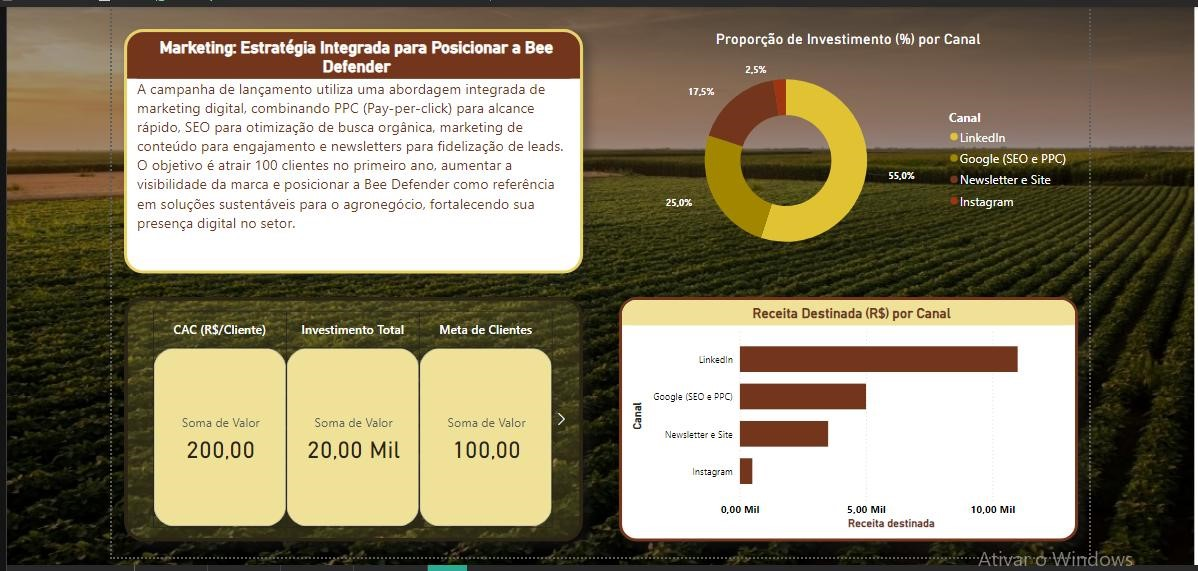 Marketing: Estratégia Integrada para Posicionar a Bee
Defender
A campanha de lançamento utiliza uma abordagem integrada de
marketing digital, combinando PPC (Pay-per-click) para alcance
rápido, SEO para otimização de busca orgânica, marketing de
conteúdo para engajamento e newsletters para fidelização de leads.
O objetivo é atrair 100 clientes no primeiro ano, aumentar a
visibilidade da marca e posicionar a Bee Defender como referência
em soluções sustentáveis para o agronegócio, fortalecendo sua
presença digital no setor.
Proporção de Investimento (%) por Canal
2,5%
17,5%
25,0%
55,0%
Canal
LinkedIn
Google (SEO e PPC)
Newsletter e Site
Instagram
CAC (R$/Cliente)
Soma de Valor
200,00
Investimento Total
Soma de Valor
20,00 Mil
Meta de Clientes
Soma de Valor
100,00
Receita Destinada (R$) por Canal
Canal
LinkedIn
Google (SEO e PPC)
Newsletter e Site
Instagram
0,00 Mil
5,00 Mil
10,00 Mil
Receita destinada
Ativar o Windows